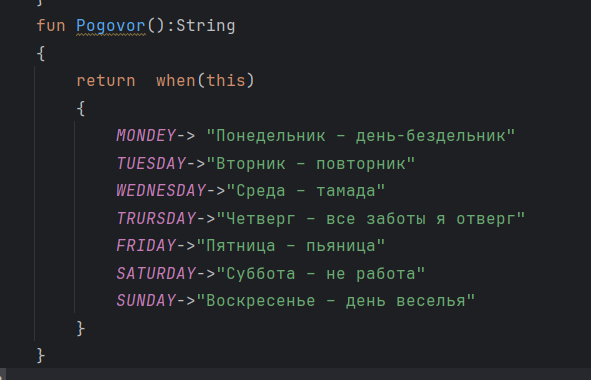 }
fun Pogovor():String
{
return  when(this)
{
MONDEY-> "Понедельник – день-бездельник"
TUESDAY->"Вторник – повторник"
WEDNESDAY->"Среда – тамада"
TRURSDAY->"Четверг – все заботы я отверг"
FRIDAY->"Пятница – пьяница"
SATURDAY->"Суббота – не работа"
SUNDAY->"Воскресенье – день веселья"
}
}